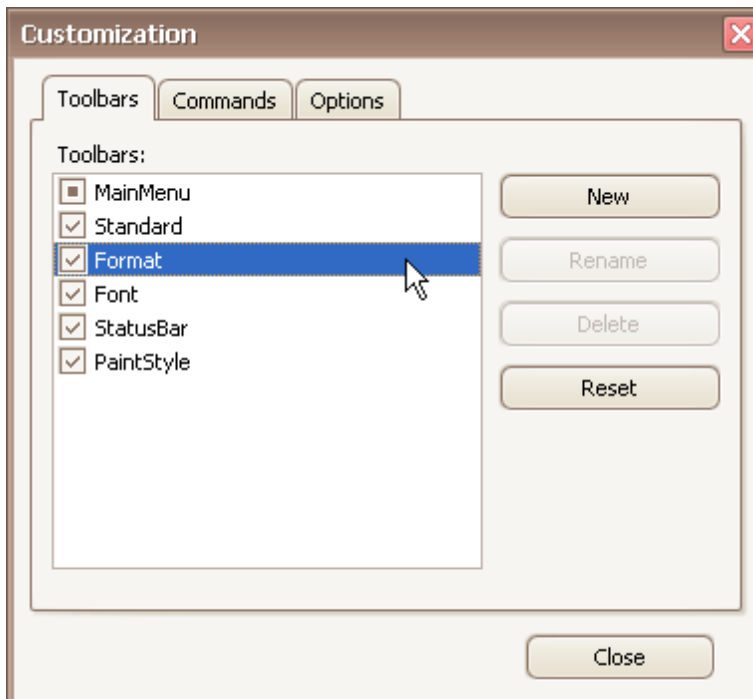 Customization
Toolbars Commands Options
Toolbars:
MainMenu
Standard
Format
Font
StatusBar
PaintStyle
New
Rename
Delete
Reset
Close